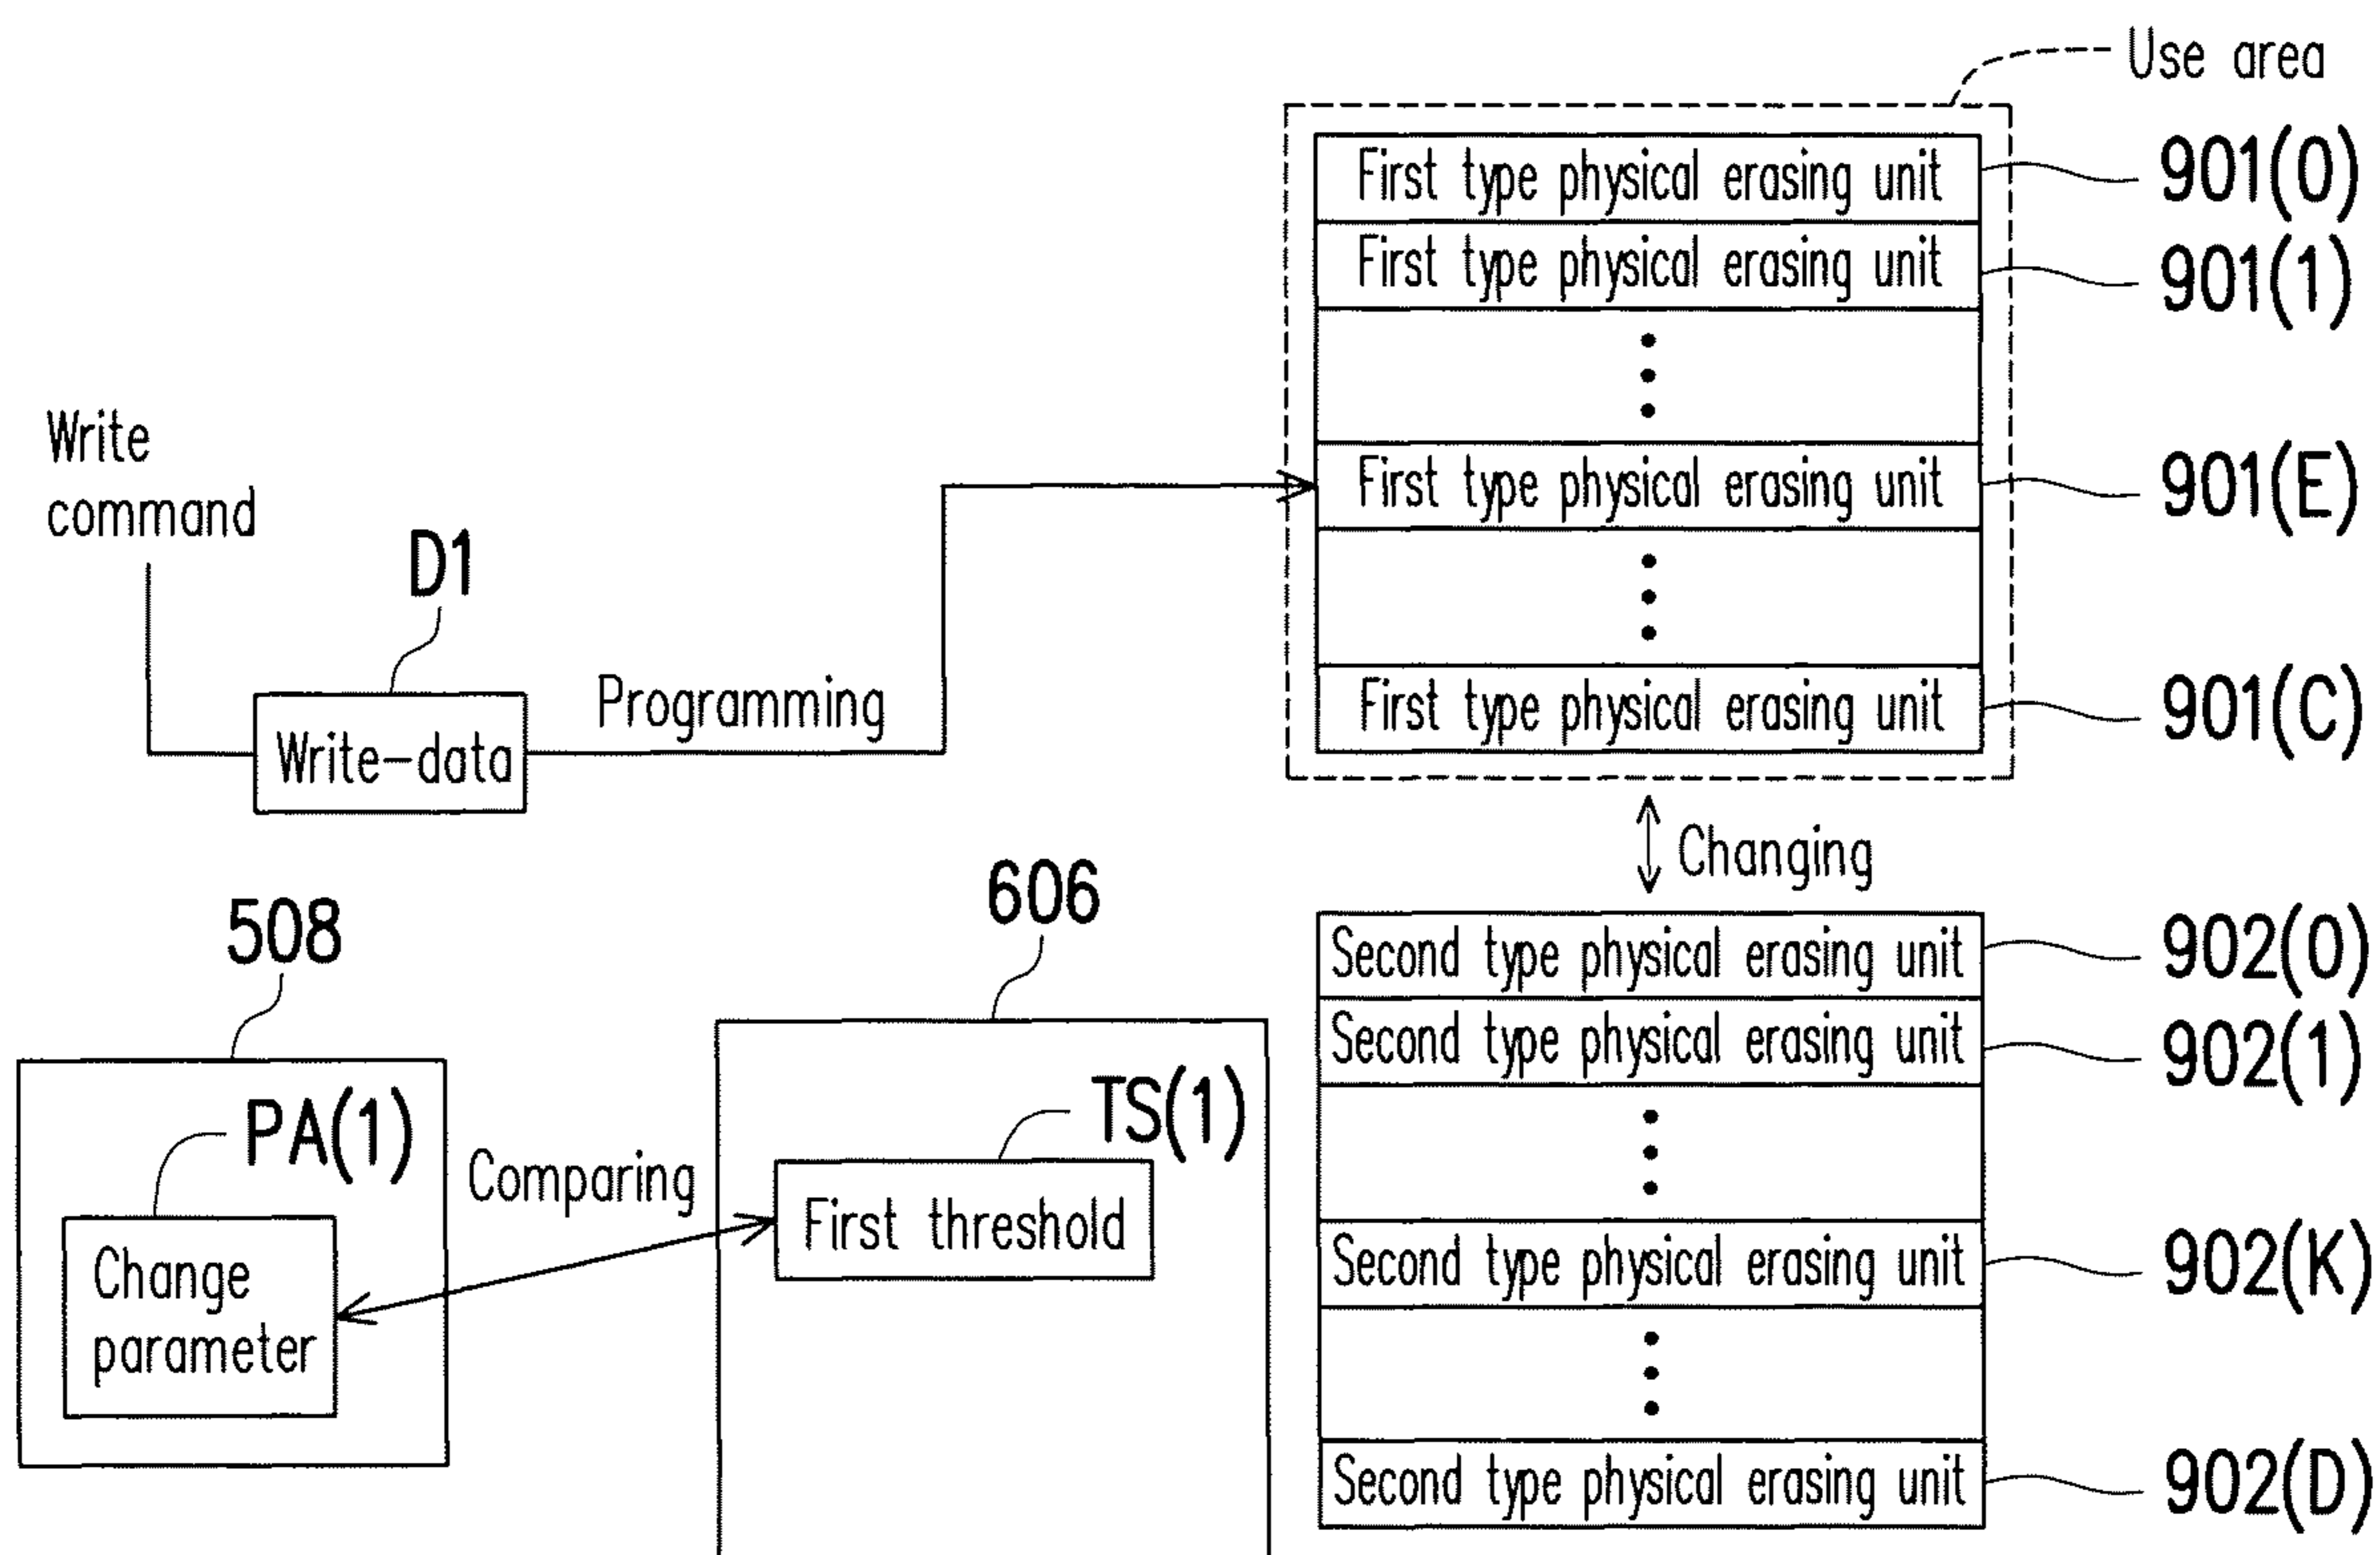 Use area
First type physical erasing unit 901(0)
First type physical erasing unit 901(1)
First type physical erasing unit 901(E)
First type physical erasing unit 901(C)
Write
command
D1
Write-data
Programming
Changing
508
PA(1)
Change
parameter
Comparing
606
TS(1)
First threshold
Second type physical erasing unit 902(0)
Second type physical erasing unit 902(1)
Second type physical erasing unit 902(K)
Second type physical erasing unit 902(D)